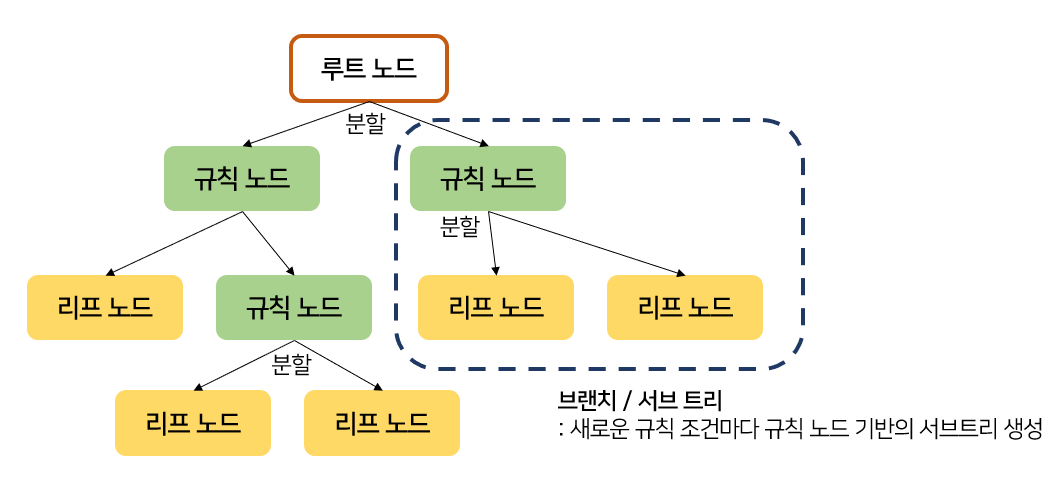 루트 노드
분할
규칙 노드
규칙 노드
분할
리프 노드
규칙 노드
리프 노드
리프 노드
분할
리프 노드
리프 노드
브랜치 / 서브 트리
: 새로운 규칙 조건마다 규칙 노드 기반의 서브트리 생성